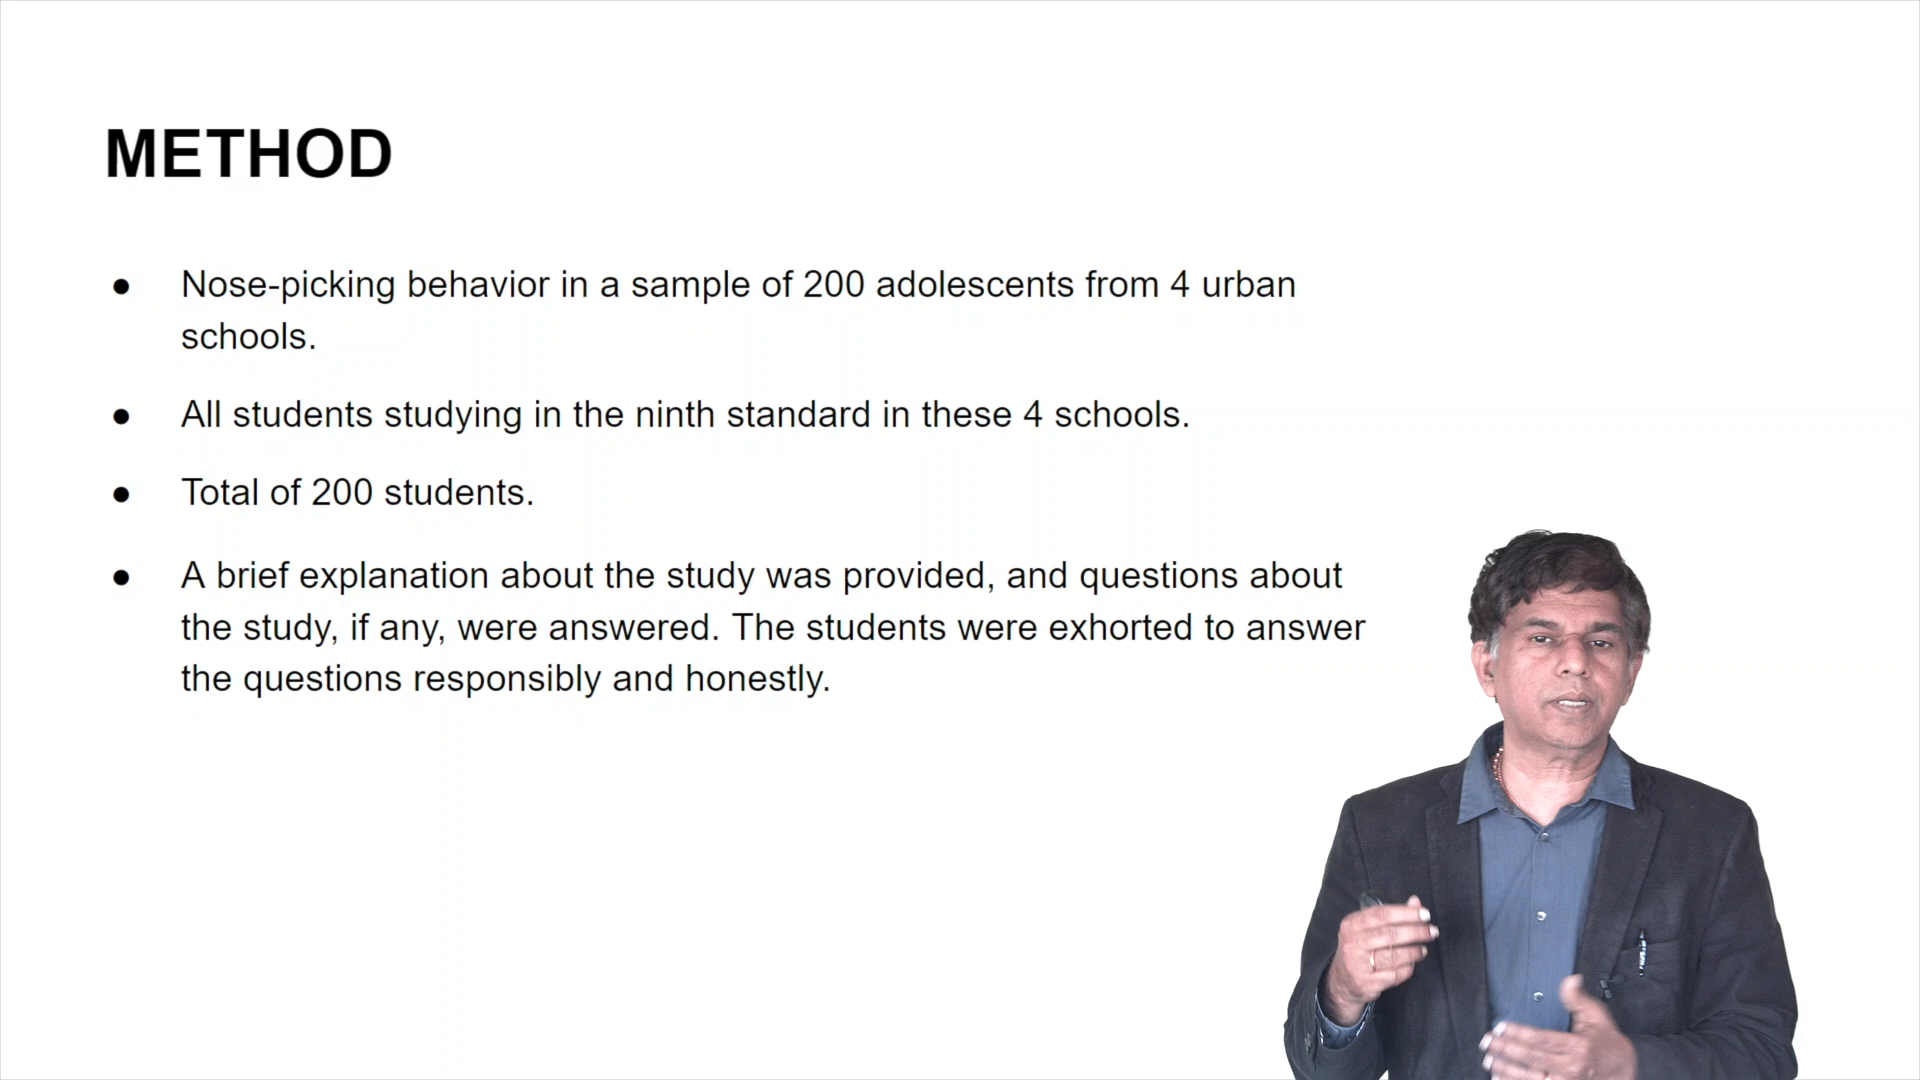 METHOD
● Nose-picking behavior in a sample of 200 adolescents from 4 urban
schools.
● All students studying in the ninth standard in these 4 schools.
● Total of 200 students.
● A brief explanation about the study was provided, and questions about
the study, if any, were answered. The students were exhorted to answer
the questions responsibly and honestly.